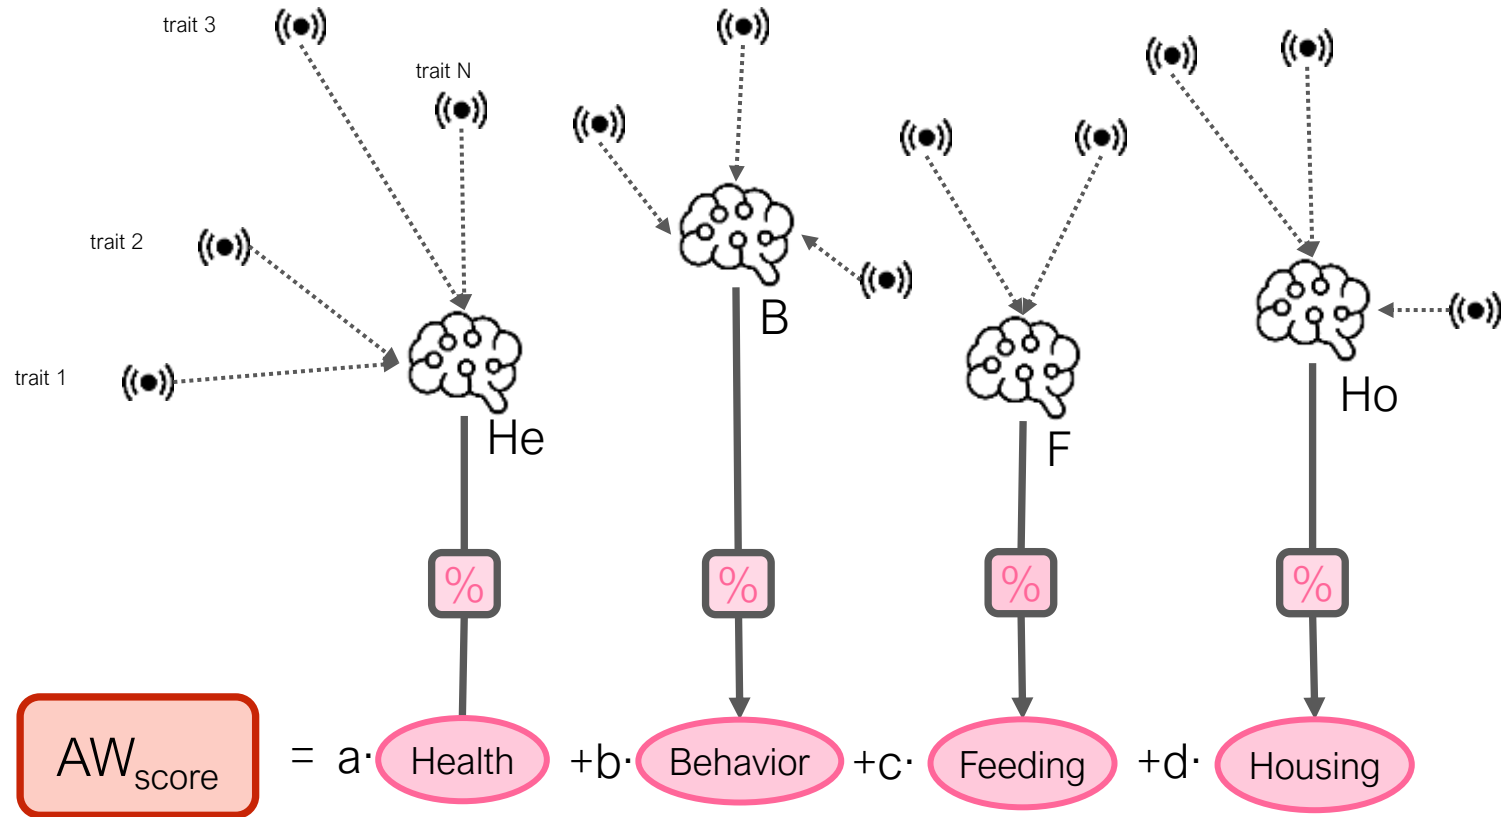 trait 3
trait N
trait 2
trait 1
He
B
F
Ho
%
%
%
%
AWscore = a· Health +b· Behavior +c· Feeding +d· Housing